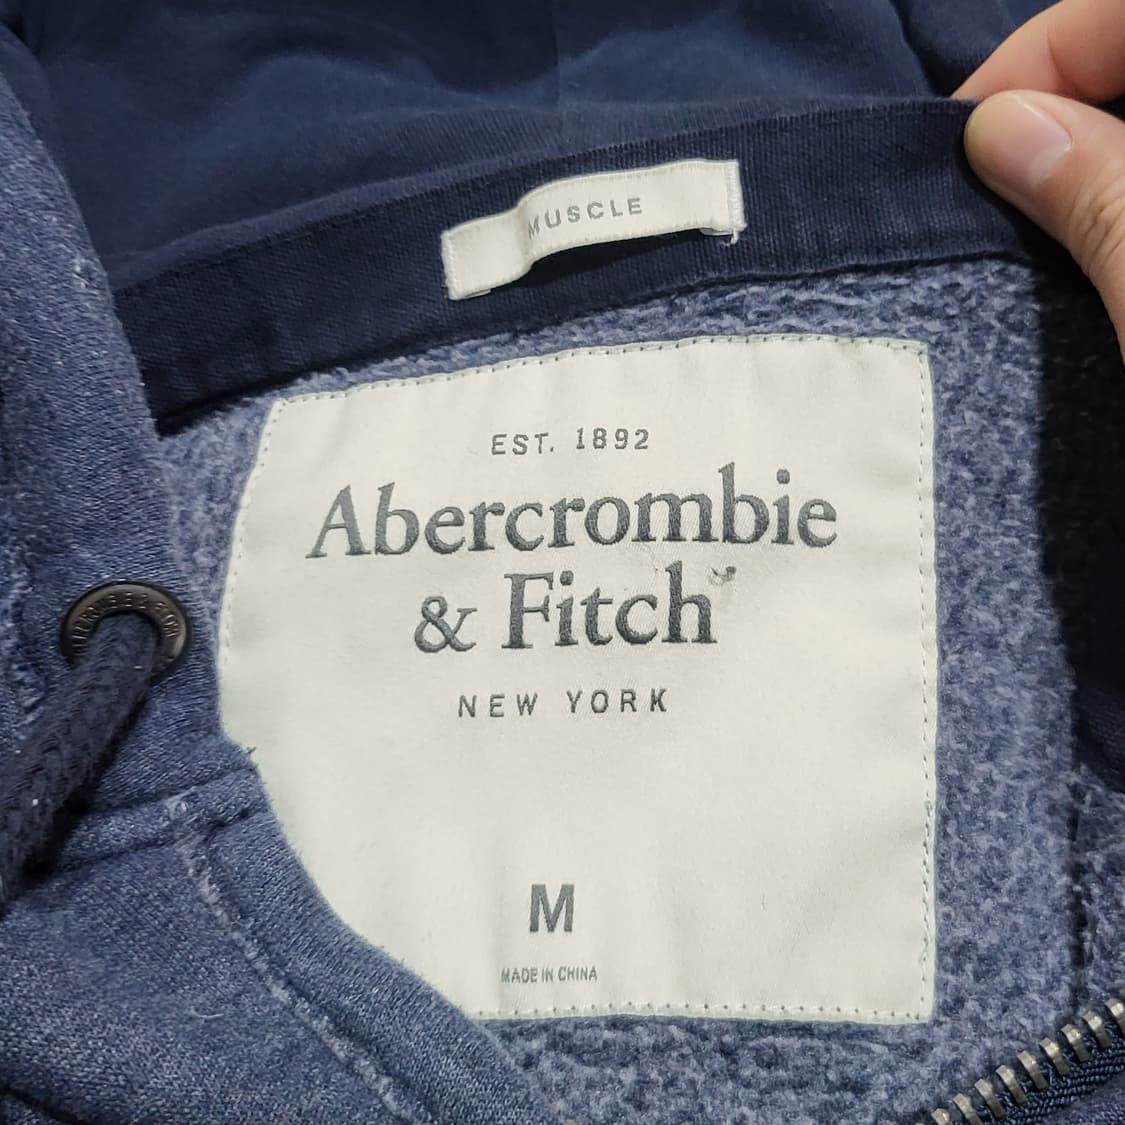 MUSCLE
EST. 1892
Abercrombie
& Fitch
NEW YORK
M
MADE IN CHINA